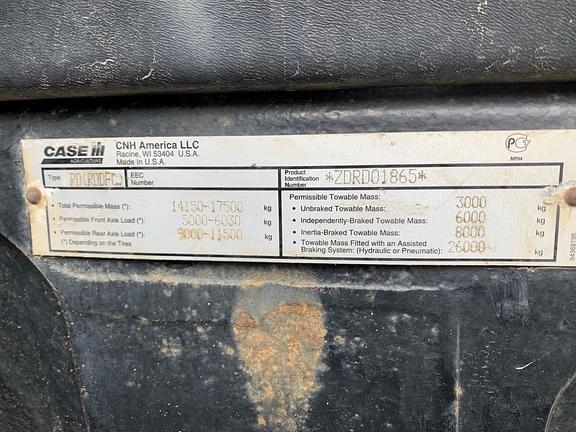 CASE IH
AGRICULTURE
CNH America LLC
Racine, WI 53404 U.S.A.
Made in U.S.A.
PC
MP04
Type
EEC
Number
Product
Identification
Number
*ZDRD01865*
• Total Permissible Mass (*): 14150-17500 kg
• Permissible Front Axle Load (*): 5000-6030 kg
• Permissible Rear Axle Load (*): 9000-11500 kg
(*) Depending on the Tires
Permissible Towable Mass:
• Unbraked Towable Mass: 3000 kg
• Independently-Braked Towable Mass: 6000 kg
• Inertia-Braked Towable Mass: 8000 kg
• Towable Mass Fitted with an Assisted
Braking System: (Hydraulic or Pneumatic): 26000 kg